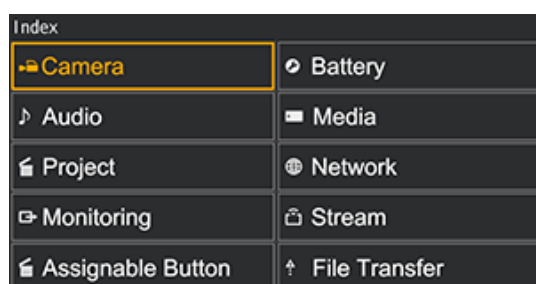 Index
Camera
Battery
Audio
Media
Project
Network
Monitoring
Stream
Assignable Button
File Transfer